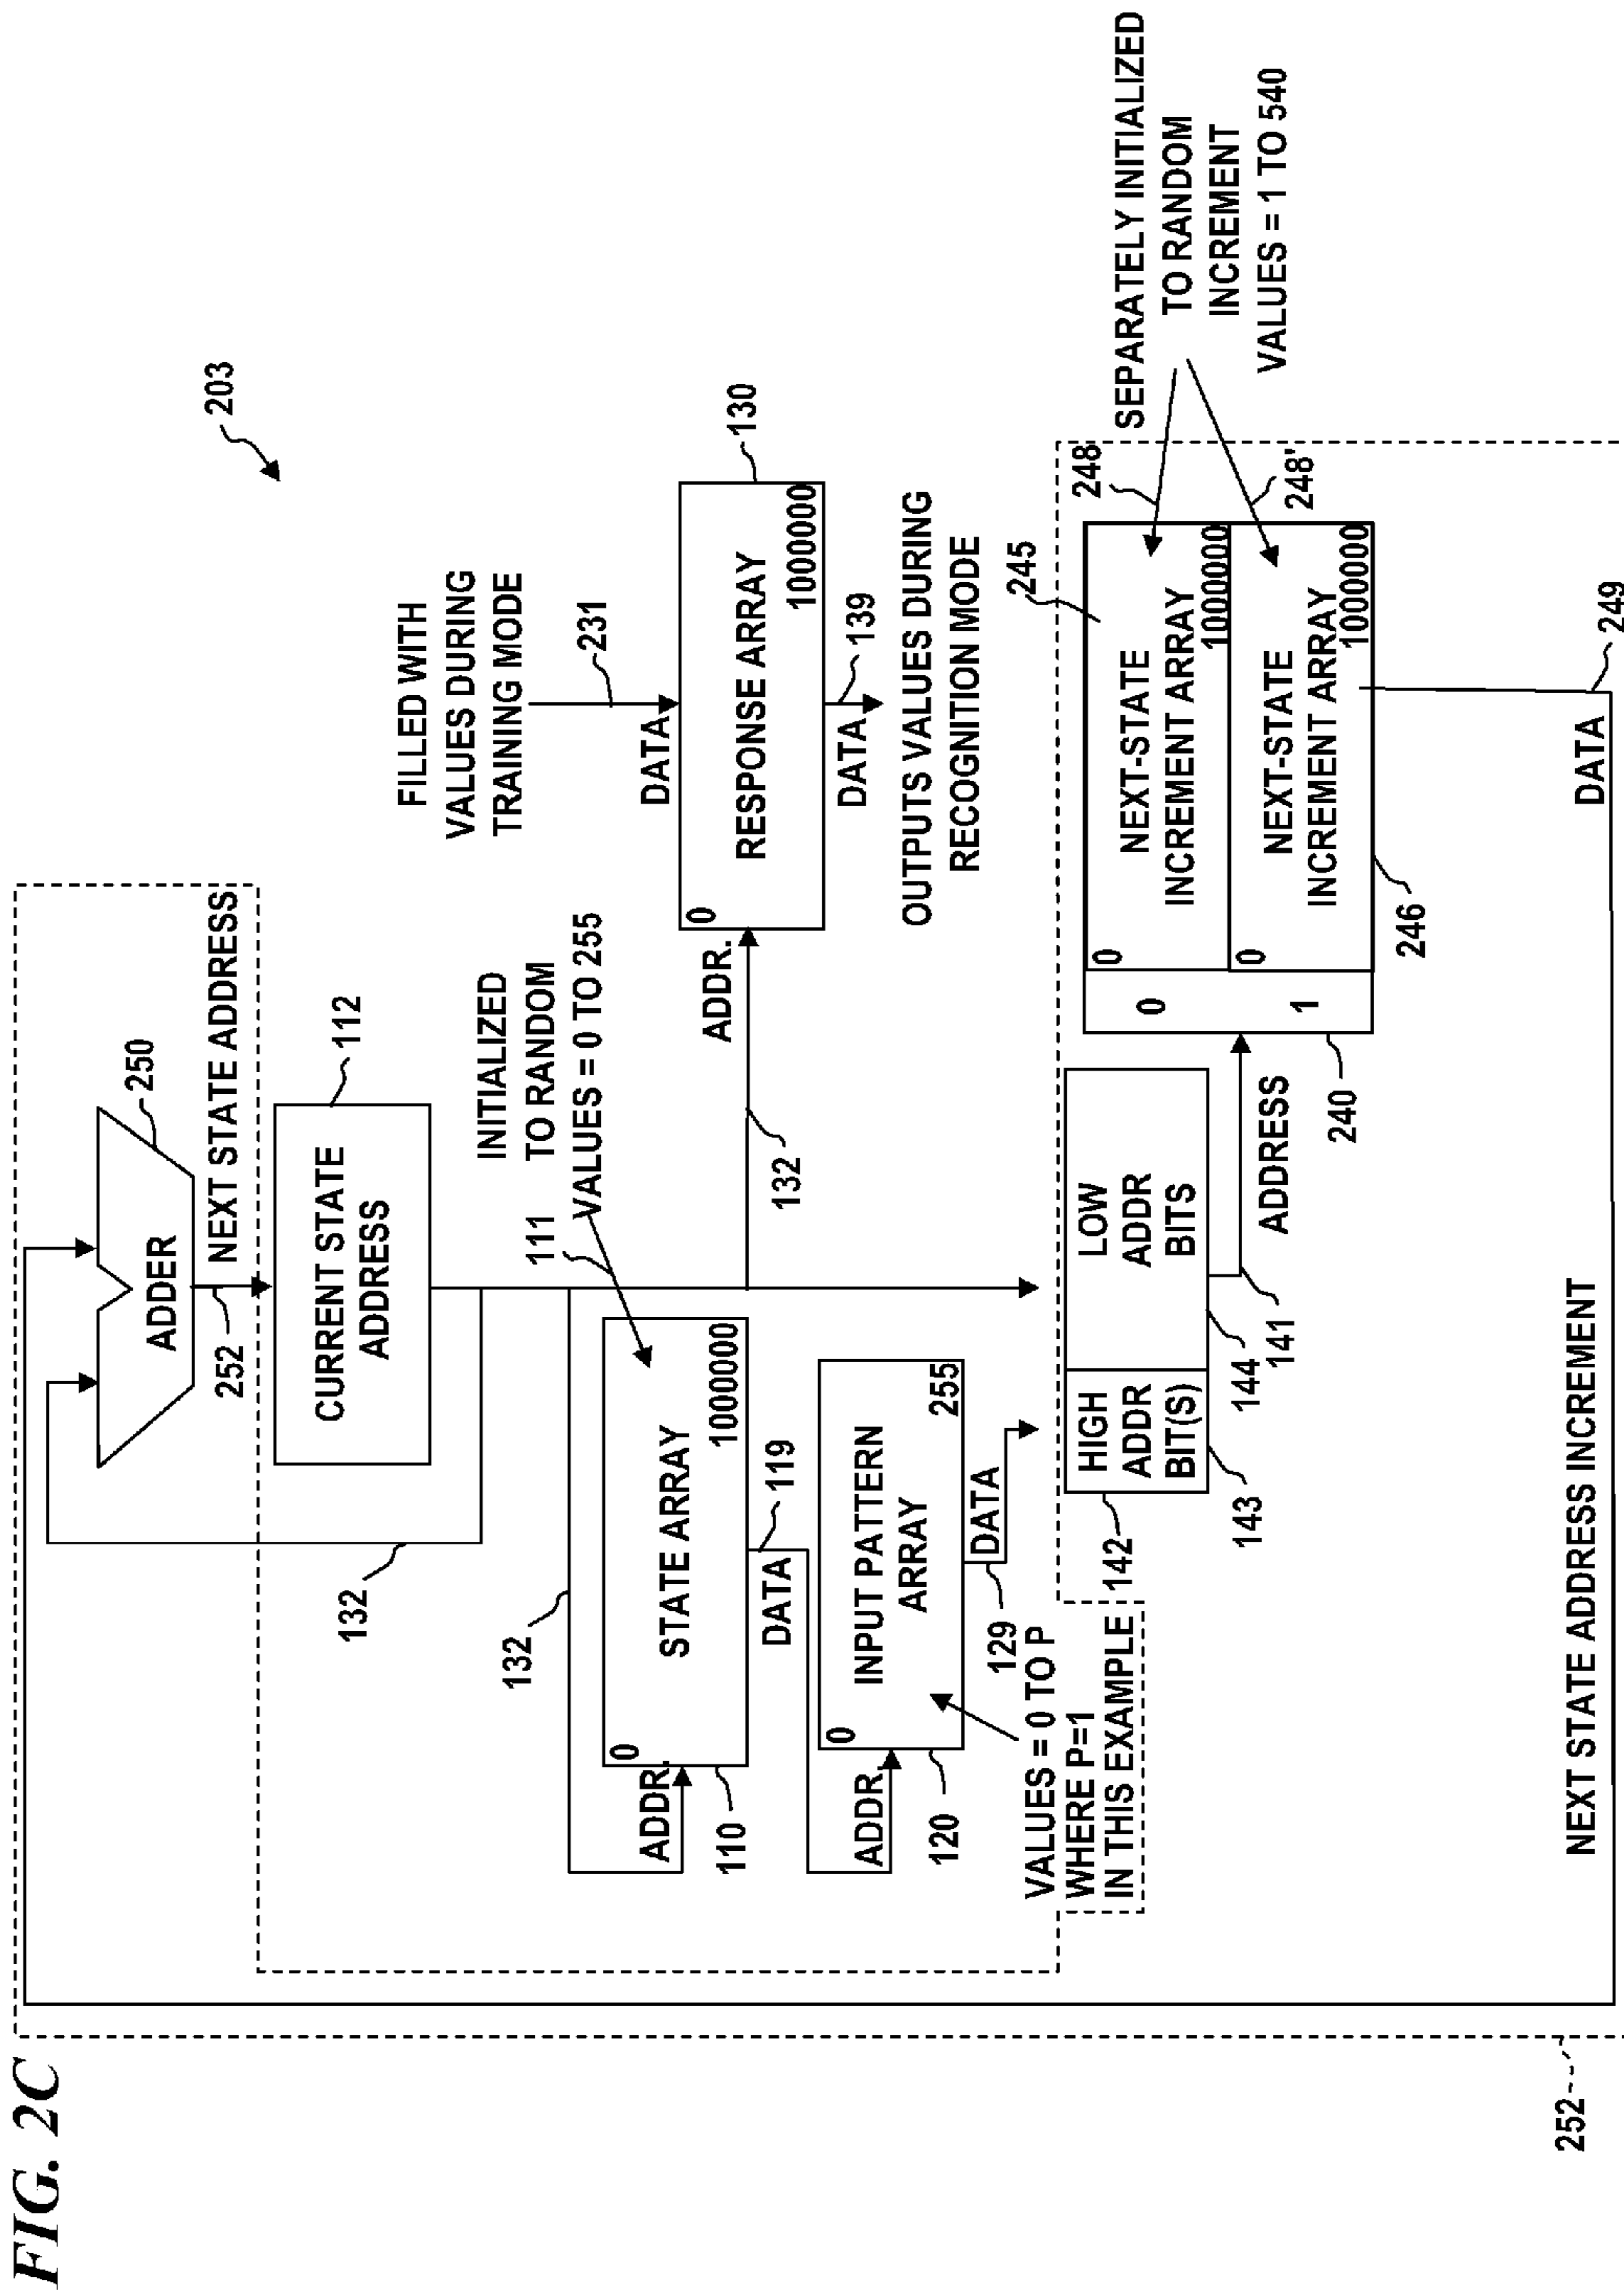 FIG. 2C
203
ADDER
250
252
NEXT STATE ADDRESS
CURRENT STATE
ADDRESS
112
132
INITIALIZED
TO RANDOM
VALUES = 0 TO 255
111
132
ADDR.
0
STATE ARRAY
1000000
110
DATA
119
ADDR.
0
INPUT PATTERN
ARRAY
255
120
DATA
129
VALUES = 0 TO P
WHERE P=1
IN THIS EXAMPLE
132
ADDR.
FILLED WITH
VALUES DURING
TRAINING MODE
231
DATA
0
RESPONSE ARRAY
1000000
130
DATA
139
OUTPUTS VALUES DURING
RECOGNITION MODE
142
HIGH
ADDR
BIT(S)
143
LOW
ADDR
BITS
144
141
ADDRESS
240
0
1
0
NEXT-STATE
INCREMENT ARRAY
1000000
245
248
0
NEXT-STATE
INCREMENT ARRAY
1000000
246
248'
SEPARATELY INITIALIZED
TO RANDOM
INCREMENT
VALUES = 1 TO 540
DATA
249
NEXT STATE ADDRESS INCREMENT
252